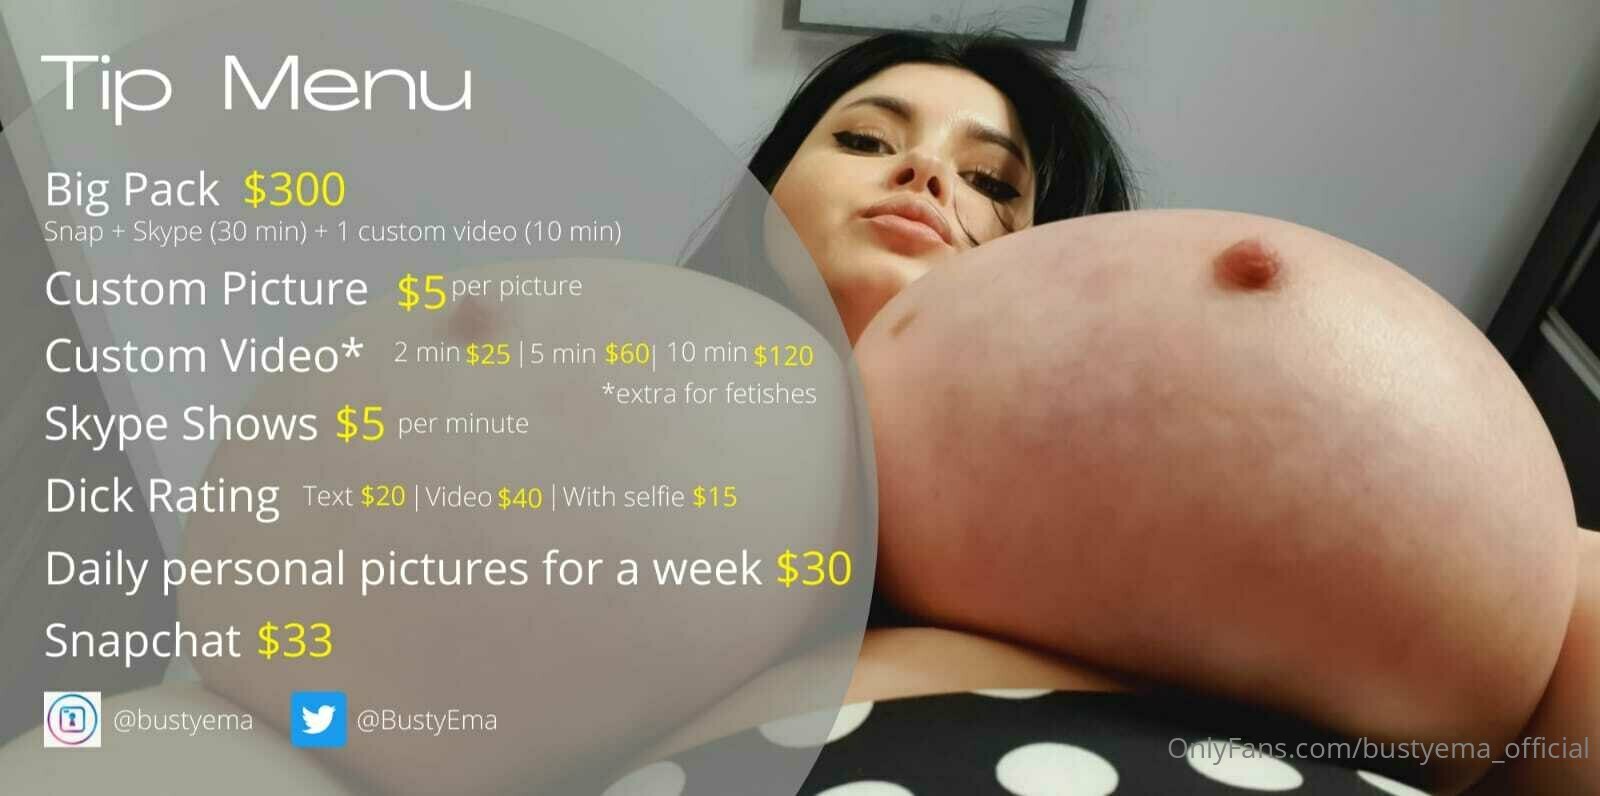 Tip Menu
Big Pack $300
Snap + Skype (30 min) + 1 custom video (10 min)
Custom Picture $5 per picture
Custom Video* 2 min $25 | 5 min $60 | 10 min $120
*extra for fetishes
Skype Shows $5 per minute
Dick Rating Text $20 | Video $40 | With selfie $15
Daily personal pictures for a week $30
Snapchat $33
@bustyema @BustyEma
OnlyFans.com/bustyema_official